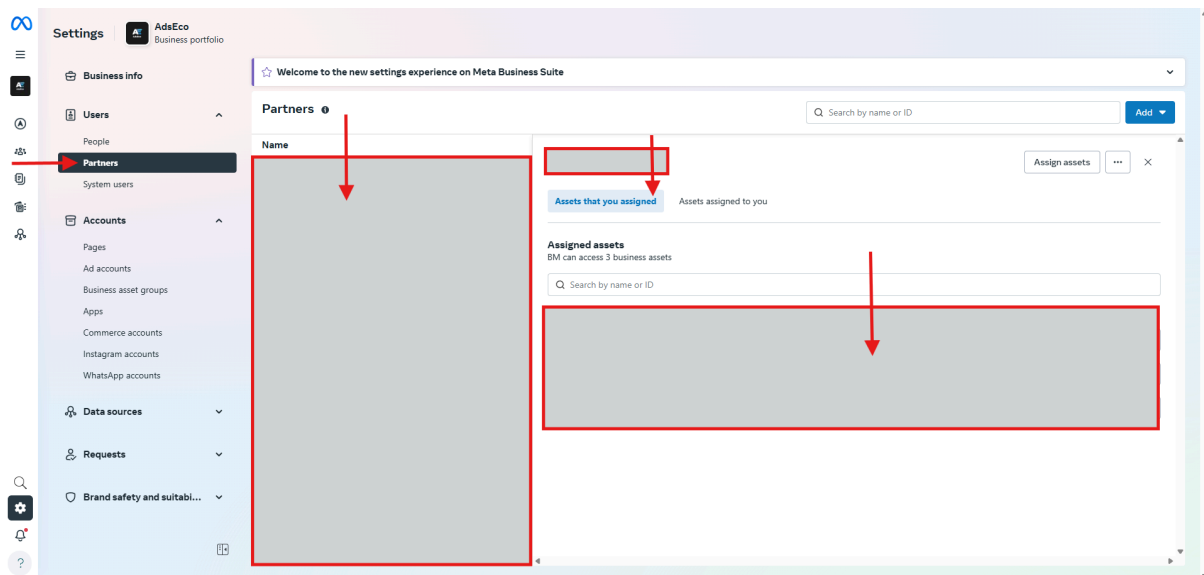 Settings
AdsEco
Business portfolio
Business info
Users
People
Partners
System users
Accounts
Pages
Ad accounts
Business asset groups
Apps
Commerce accounts
Instagram accounts
WhatsApp accounts
Data sources
Requests
Brand safety and suitabi...
Welcome to the new settings experience on Meta Business Suite
Partners
Search by name or ID
Add
Name
Assign assets
Assets that you assigned
Assets assigned to you
Assigned assets
BM can access 3 business assets
Search by name or ID